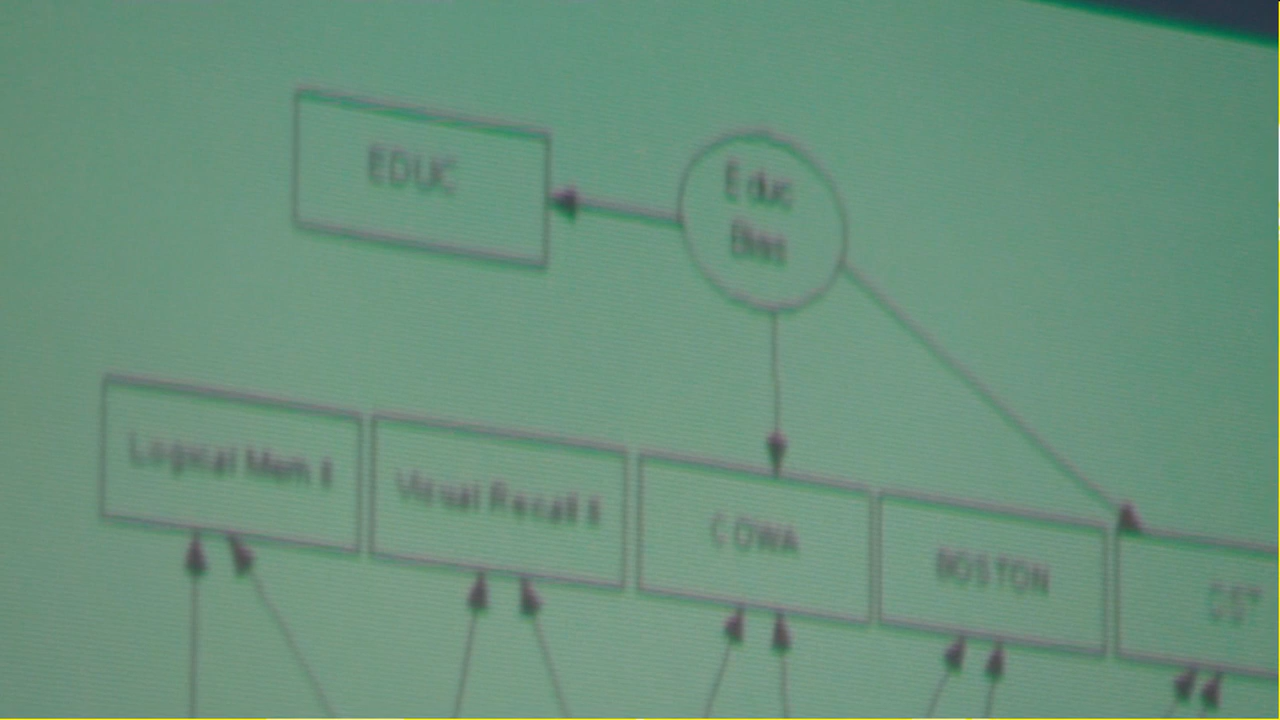 EDUC
Educ
Bias
Logical Mem II
Visual Recall II
COWA
BOSTON